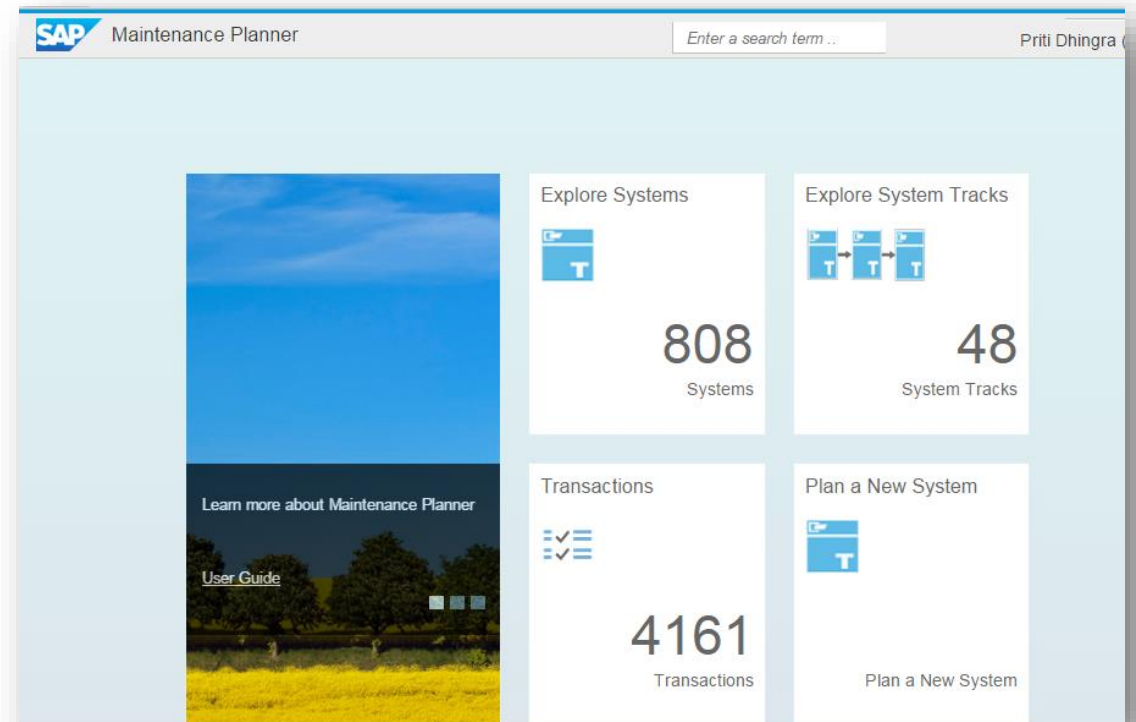 SAP Maintenance Planner
Enter a search term ..
Priti Dhingra (
Explore Systems
808
Systems
Explore System Tracks
48
System Tracks
Learn more about Maintenance Planner
User Guide
Transactions
4161
Transactions
Plan a New System
Plan a New System